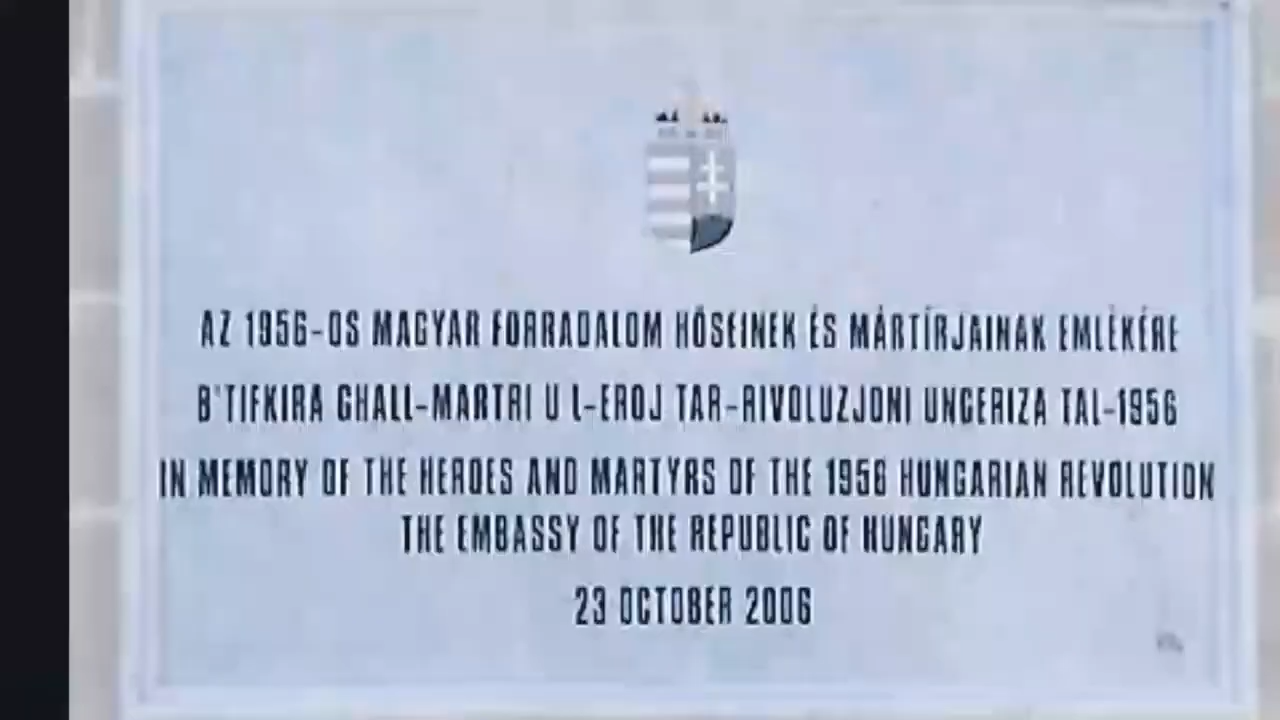 AZ 1956-OS MAGYAR FORRADALOM HŐSEINEK ÉS MÁRTÍRJAINAK EMLÉKÉRE
B'TIFKIRA GHALL-MARTRI U L-EROJ TAR-RIVOLUZJONI UNGERIZA TAL-1956
IN MEMORY OF THE HEROES AND MARTYRS OF THE 1956 HUNGARIAN REVOLUTION
THE EMBASSY OF THE REPUBLIC OF HUNGARY
23 OCTOBER 2006